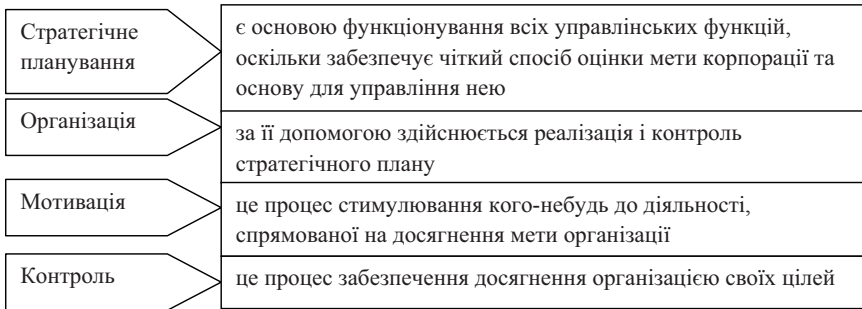 Стратегічне
планування
є основою функціонування всіх управлінських функцій,
оскільки забезпечує чіткий спосіб оцінки мети корпорації та
основу для управління нею
Організація
за її допомогою здійснюється реалізація і контроль
стратегічного плану
Мотивація
це процес стимулювання кого-небудь до діяльності,
спрямованої на досягнення мети організації
Контроль
це процес забезпечення досягнення організацією своїх цілей